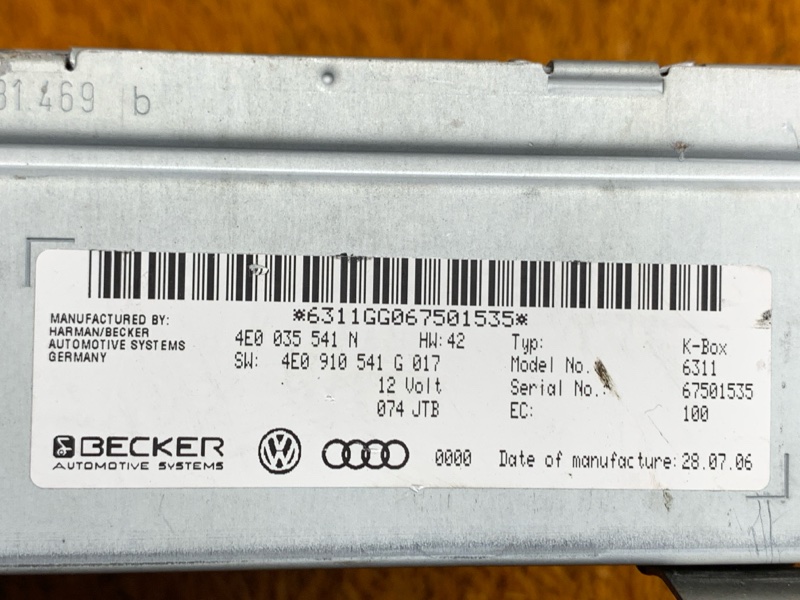 31.469 b
*6311GG067501535*
MANUFACTURED BY:
HARMAN/BECKER
AUTOMOTIVE SYSTEMS
GERMANY
4E0 035 541 N HW: 42
SW: 4E0 910 541 G 017
12 Volt
074 JTB
Typ: K-Box
Model No. 6311
Serial No.: 67501535
EC: 100
BECKER
AUTOMOTIVE SYSTEMS
0000 Date of manufacture: 28.07.06